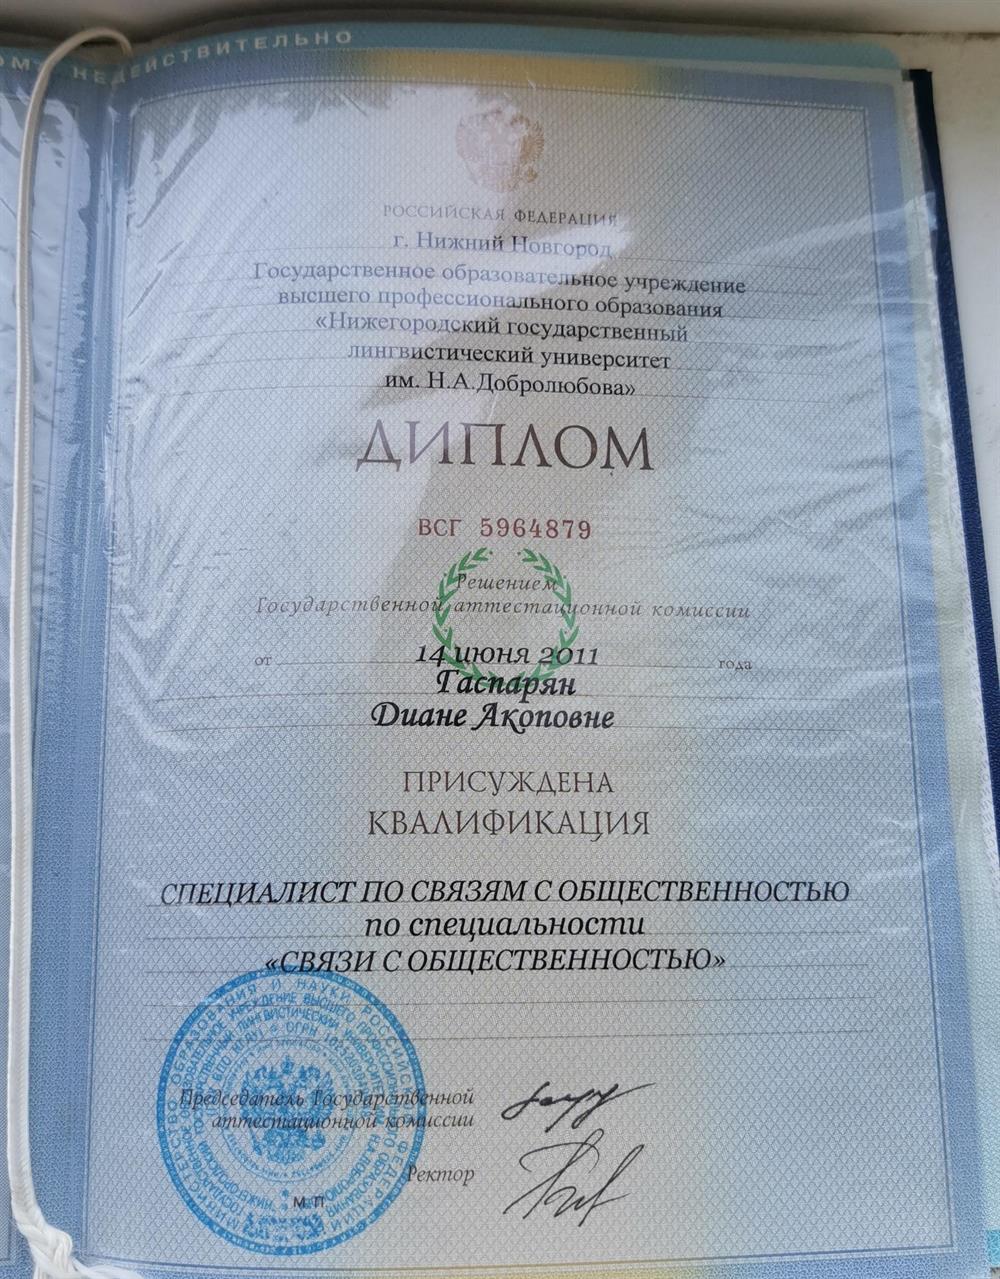 НЕДЕЙСТВИТЕЛЬНО
РОССИЙСКАЯ ФЕДЕРАЦИЯ
г. Нижний Новгород
Государственное образовательное учреждение
высшего профессионального образования
«Нижегородский государственный
лингвистический университет
им. Н.А.Добролюбова»
ДИПЛОМ
ВСГ 5964879
Решением
Государственной аттестационной комиссии
от 14 июня 2011 года
Гаспарян
Диане Акоповне
ПРИСУЖДЕНА
КВАЛИФИКАЦИЯ
СПЕЦИАЛИСТ ПО СВЯЗЯМ С ОБЩЕСТВЕННОСТЬЮ
по специальности
«СВЯЗИ С ОБЩЕСТВЕННОСТЬЮ»
Председатель Государственной
аттестационной комиссии
Ректор
М П